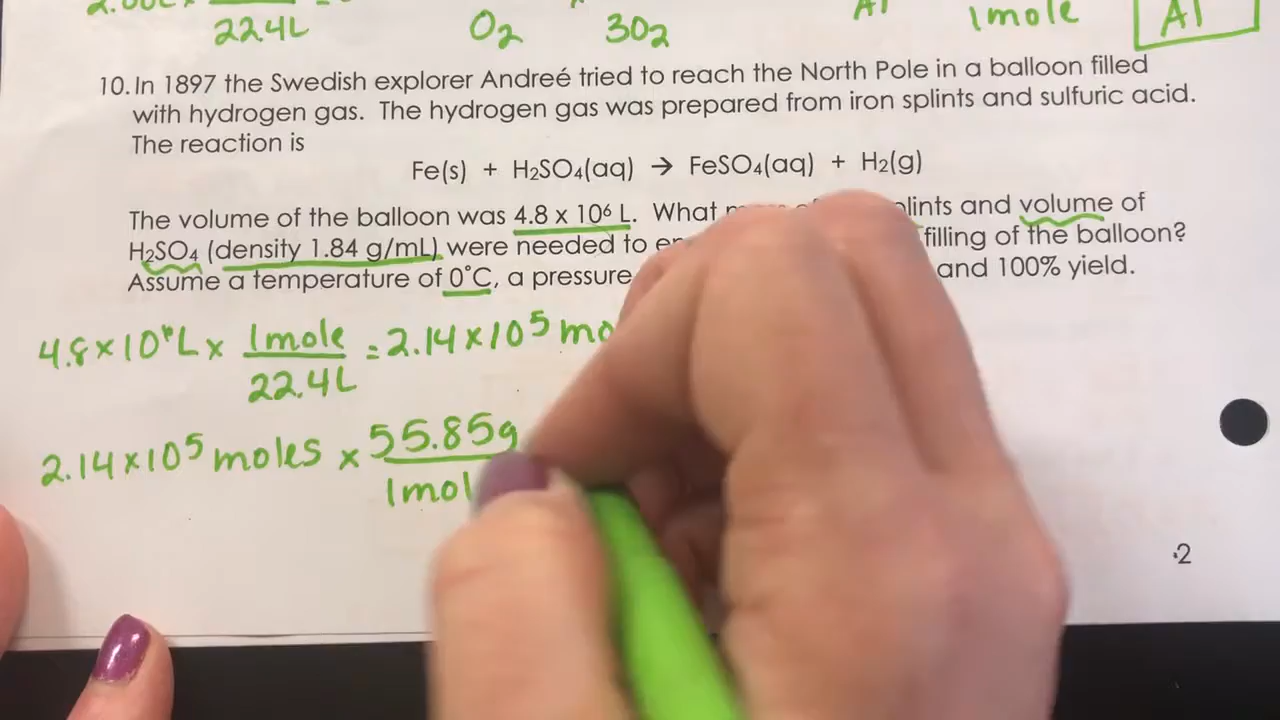 22.4L O2 3O2 Al 1mole Al
10. In 1897 the Swedish explorer Andreé tried to reach the North Pole in a balloon filled
with hydrogen gas. The hydrogen gas was prepared from iron splints and sulfuric acid.
The reaction is
Fe(s) + H2SO4(aq) → FeSO4(aq) + H2(g)
The volume of the balloon was 4.8 x 10⁶ L. What and volume of
H2SO4 (density 1.84 g/mL) were needed to filling of the balloon?
Assume a temperature of 0°C, a pressure and 100% yield.
4.8×10⁶L × 1mole = 2.14×10⁵ mo
22.4L
2.14×10⁵ moles × 55.85g
1mol
2